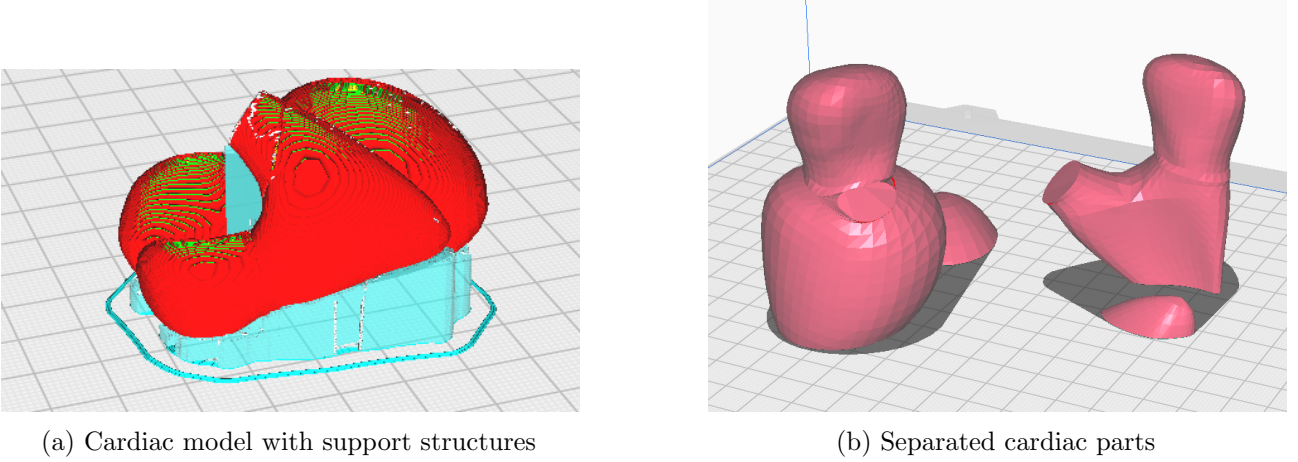 (a) Cardiac model with support structures
(b) Separated cardiac parts